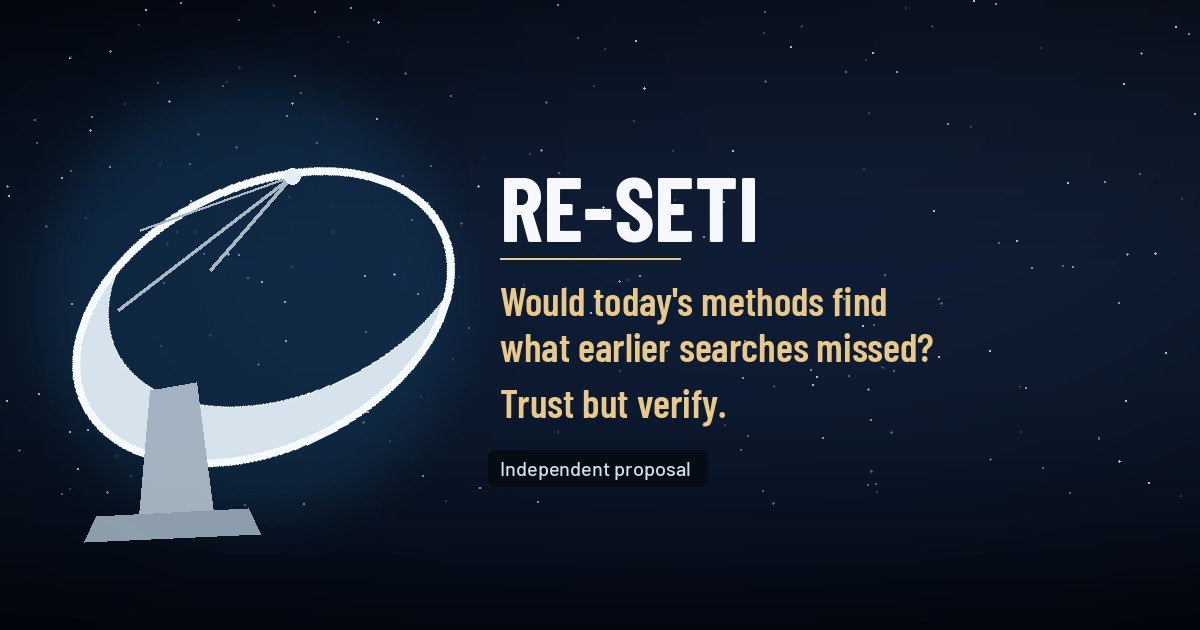 RE-SETI
Would today's methods find
what earlier searches missed?
Trust but verify.
Independent proposal